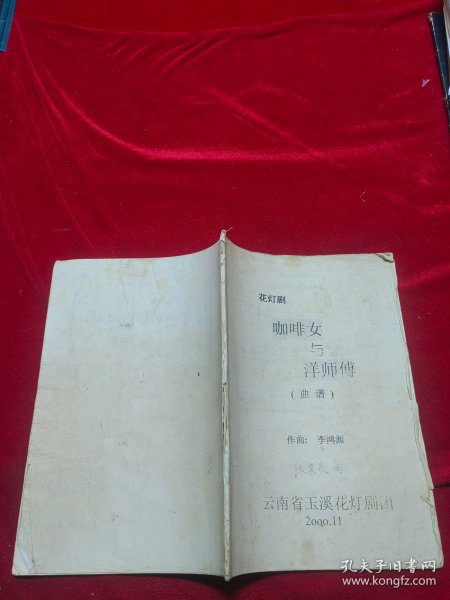 花灯剧
咖啡女
与
洋师傅
(曲谱)
作曲: 李鸿源
云南省玉溪花灯剧团
2000.11
孔夫子旧书网
www.kongfz.com